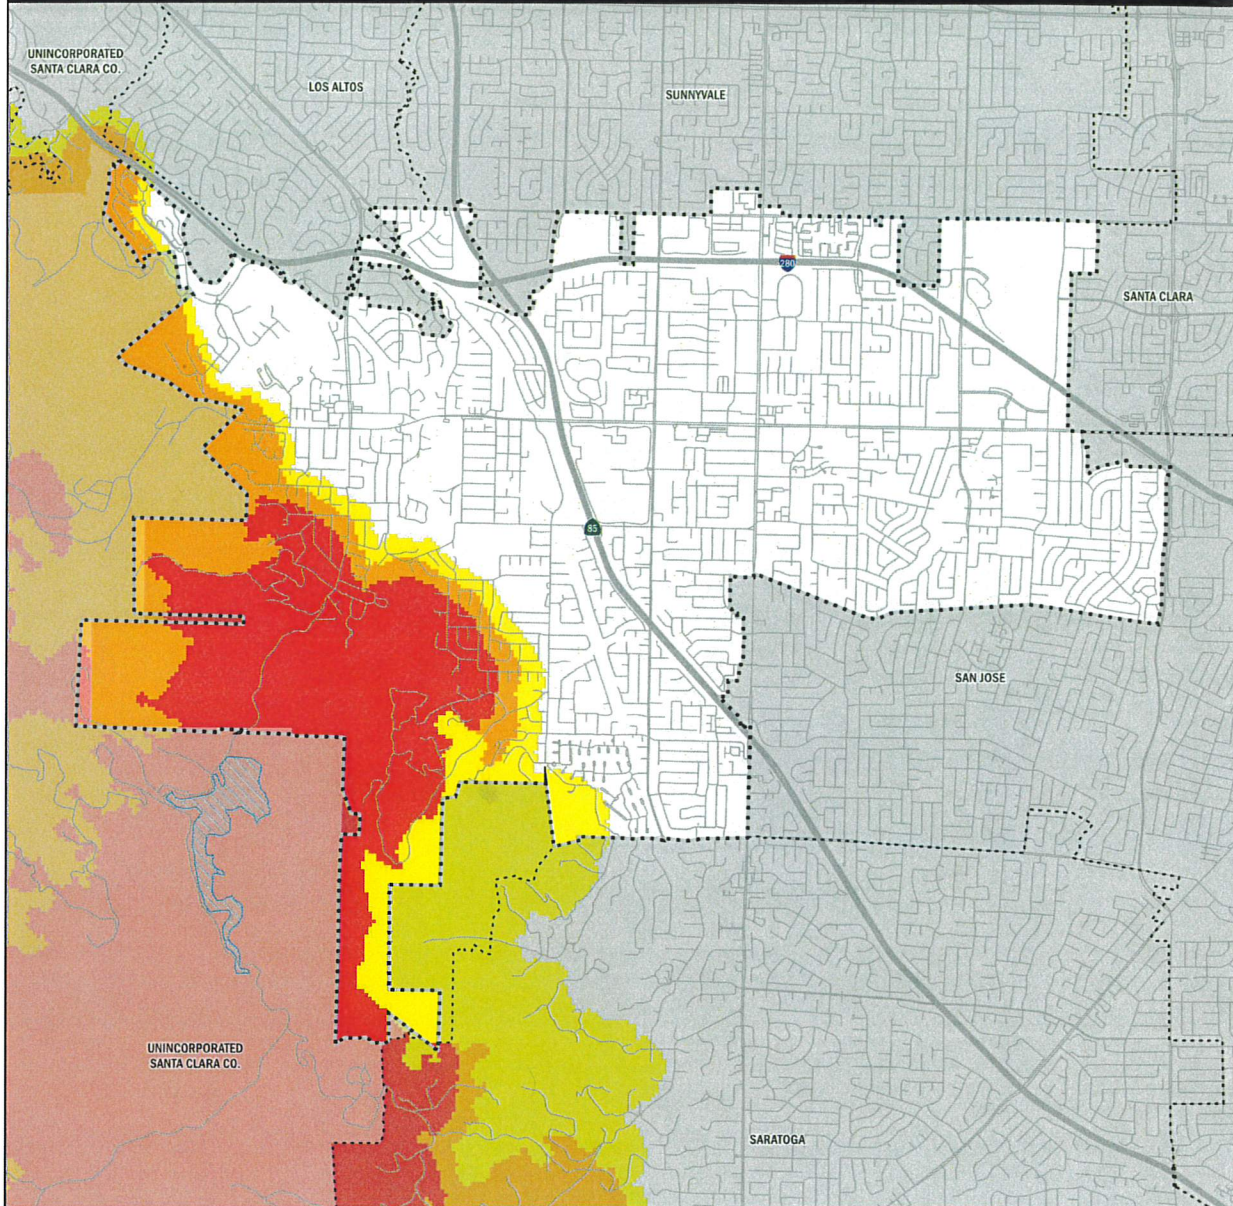 UNINCORPORATED
SANTA CLARA CO.
LOS ALTOS
SUNNYVALE
280
SANTA CLARA
85
SAN JOSE
UNINCORPORATED
SANTA CLARA CO.
SARATOGA